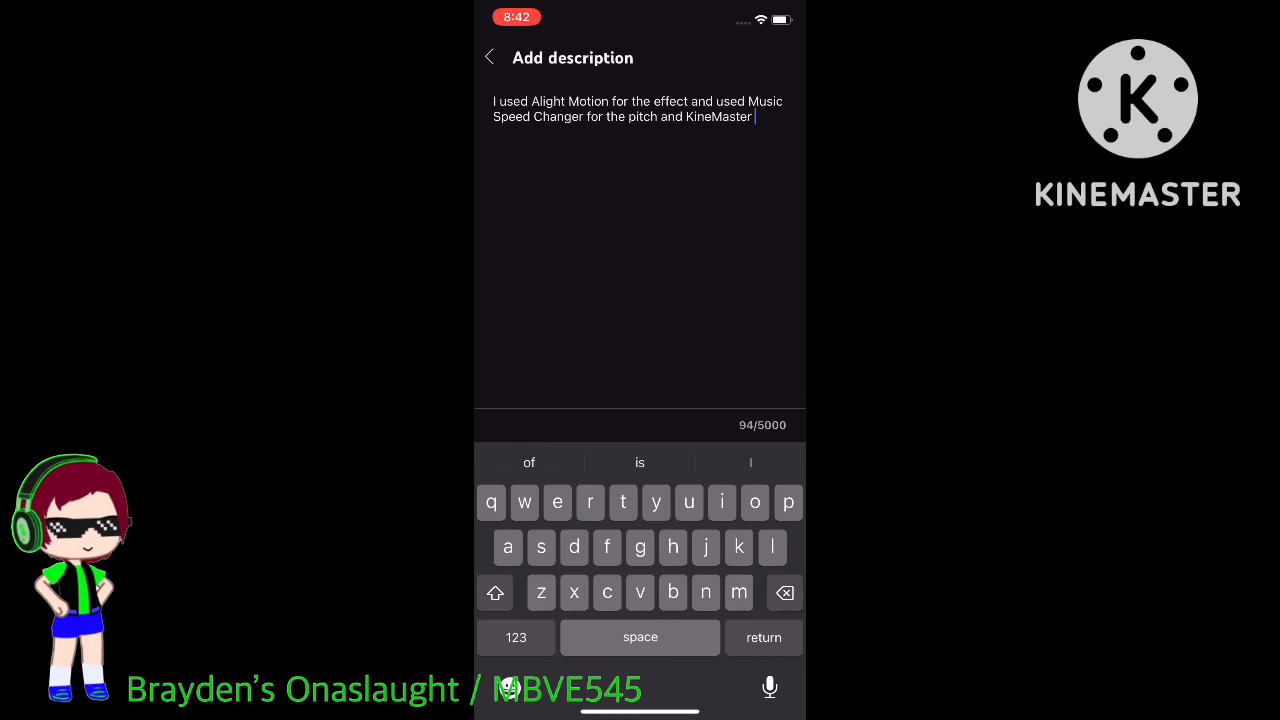 8:42
Add description
I used Alight Motion for the effect and used Music
Speed Changer for the pitch and KineMaster
94/5000
of is I
q w e r t y u i o p
a s d f g h j k l
z x c v b n m
123 space return
K
KINEMASTER
Brayden’s Onaslaught / MBVE545